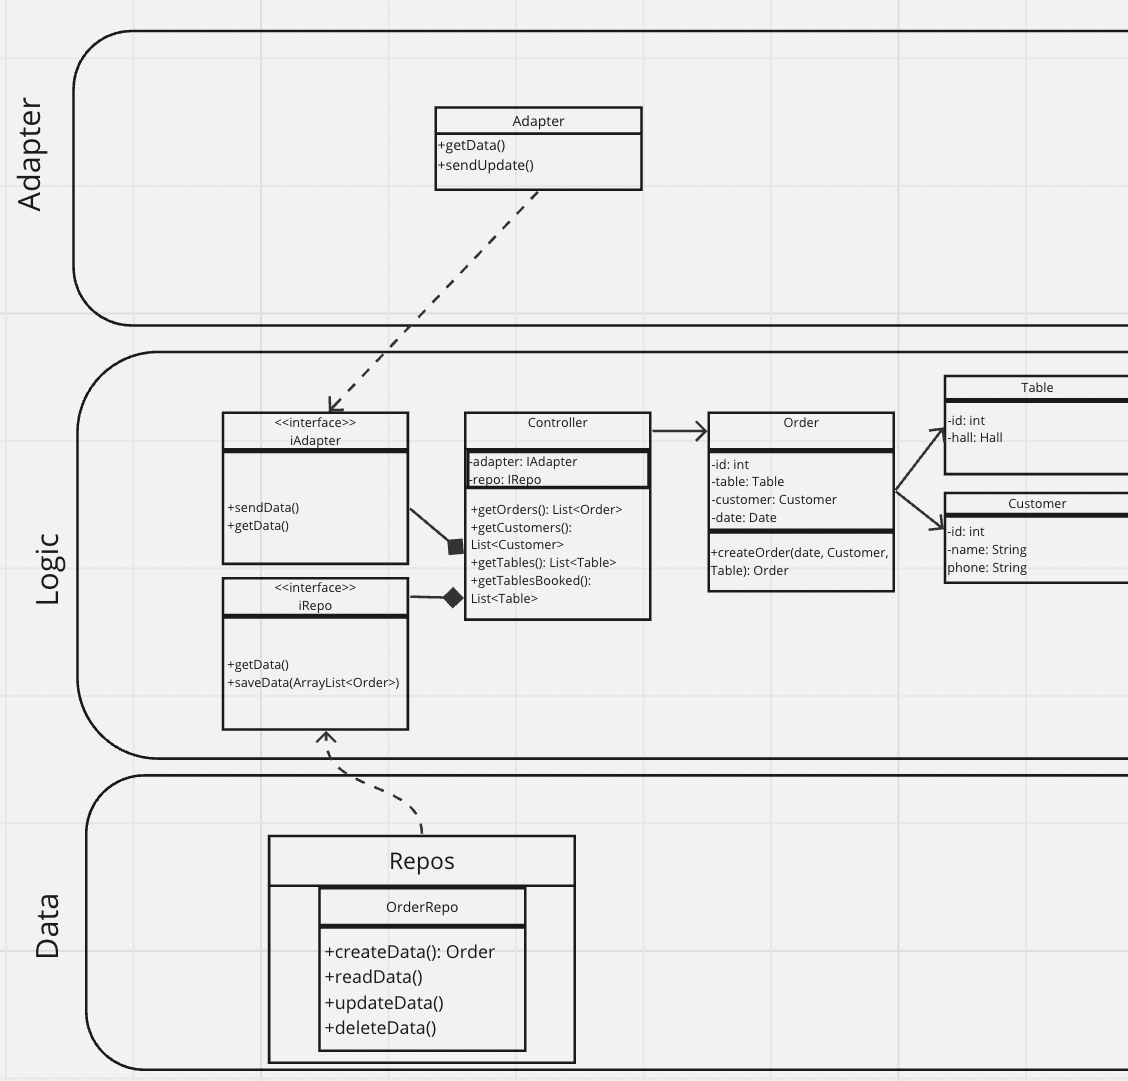 Adapter
Adapter
+getData()
+sendUpdate()
Logic
<<interface>>
iAdapter
+sendData()
+getData()
<<interface>>
iRepo
+getData()
+saveData(ArrayList<Order>)
Controller
-adapter: IAdapter
-repo: IRepo
+getOrders(): List<Order>
+getCustomers():
List<Customer>
+getTables(): List<Table>
+getTablesBooked():
List<Table>
Order
-id: int
-table: Table
-customer: Customer
-date: Date
+createOrder(date, Customer,
Table): Order
Table
-id: int
-hall: Hall
Customer
-id: int
-name: String
phone: String
Data
Repos
OrderRepo
+createData(): Order
+readData()
+updateData()
+deleteData()